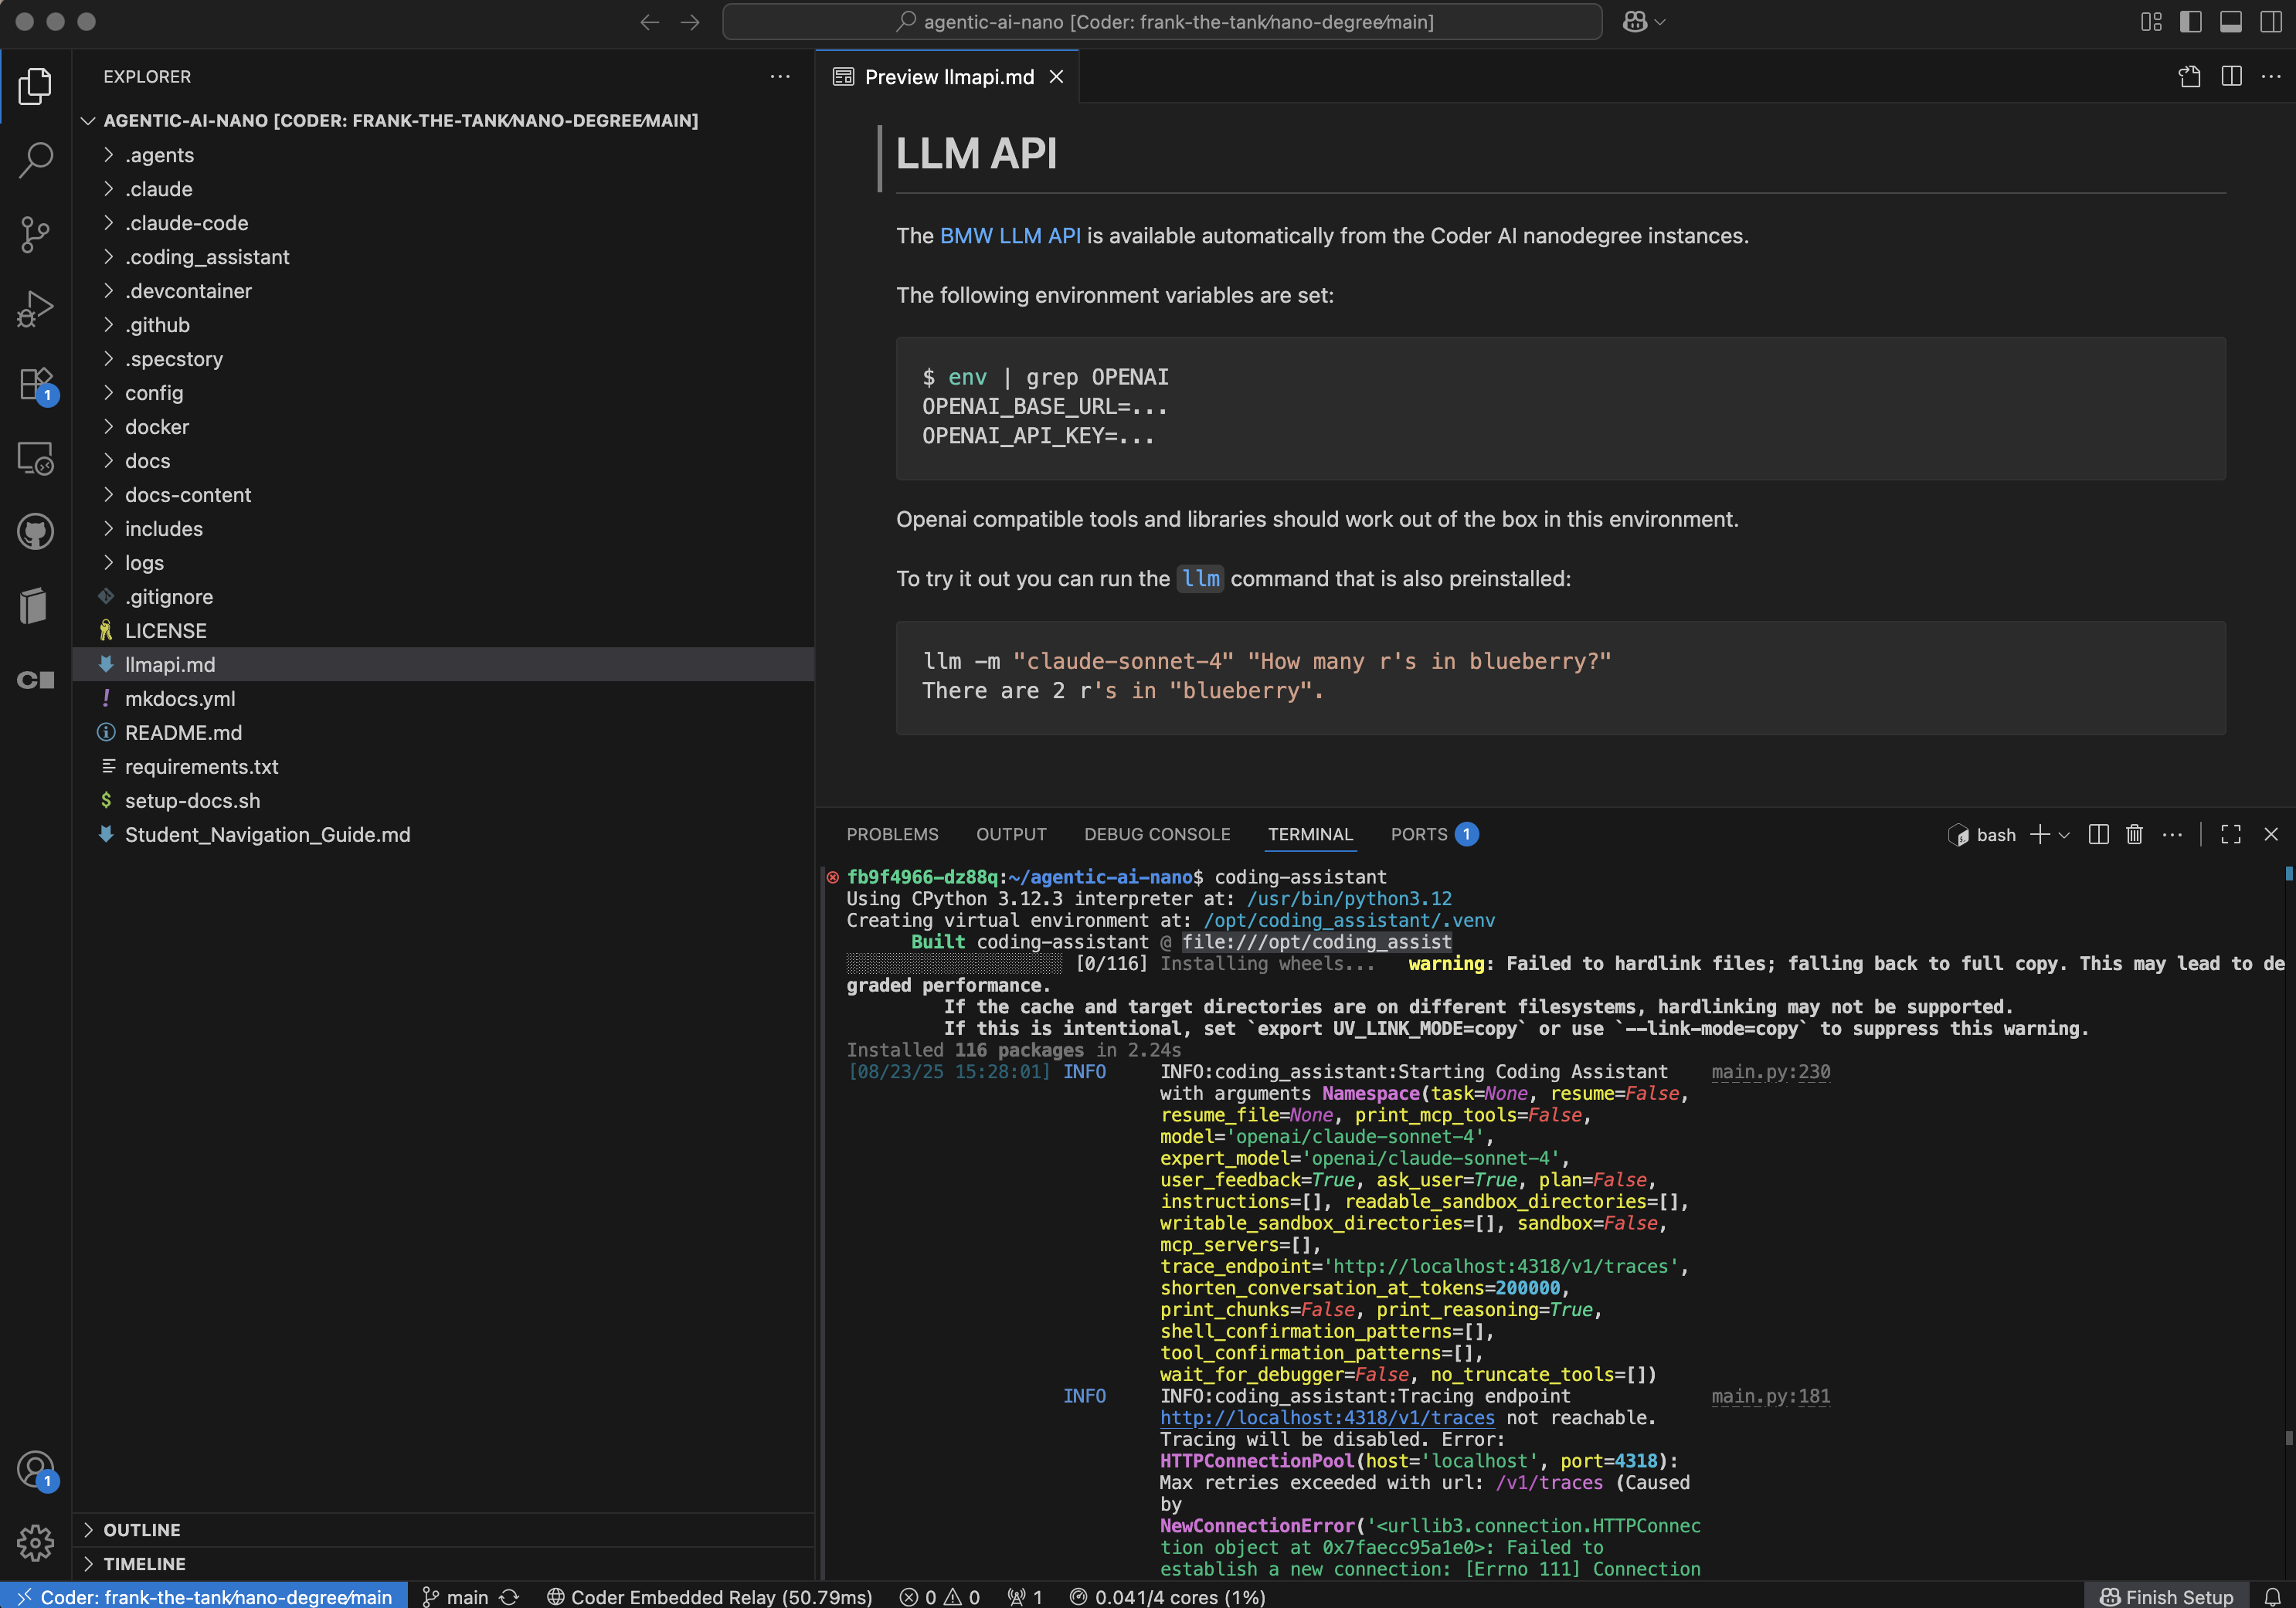 agentic-ai-nano [Coder: frank-the-tank/nano-degree/main]
EXPLORER
AGENTIC-AI-NANO [CODER: FRANK-THE-TANK/NANO-DEGREE/MAIN]
.agents
.claude
.claude-code
.coding_assistant
.devcontainer
.github
.specstory
config
docker
docs
docs-content
includes
logs
.gitignore
LICENSE
llmapi.md
! mkdocs.yml
README.md
requirements.txt
$ setup-docs.sh
Student_Navigation_Guide.md
OUTLINE
TIMELINE
1
1
Preview llmapi.md
LLM API
The BMW LLM API is available automatically from the Coder AI nanodegree instances.
The following environment variables are set:
$ env | grep OPENAI
OPENAI_BASE_URL=...
OPENAI_API_KEY=...
Openai compatible tools and libraries should work out of the box in this environment.
To try it out you can run the llm command that is also preinstalled:
llm -m "claude-sonnet-4" "How many r's in blueberry?"
There are 2 r's in "blueberry".
PROBLEMS OUTPUT DEBUG CONSOLE TERMINAL PORTS 1 bash
fb9f4966-dz88q:~/agentic-ai-nano$ coding-assistant
Using CPython 3.12.3 interpreter at: /usr/bin/python3.12
Creating virtual environment at: /opt/coding_assistant/.venv
Built coding-assistant @ file:///opt/coding_assist
[0/116] Installing wheels... warning: Failed to hardlink files; falling back to full copy. This may lead to de
graded performance.
If the cache and target directories are on different filesystems, hardlinking may not be supported.
If this is intentional, set `export UV_LINK_MODE=copy` or use `--link-mode=copy` to suppress this warning.
Installed 116 packages in 2.24s
[08/23/25 15:28:01] INFO INFO:coding_assistant:Starting Coding Assistant main.py:230
with arguments Namespace(task=None, resume=False,
resume_file=None, print_mcp_tools=False,
model='openai/claude-sonnet-4',
expert_model='openai/claude-sonnet-4',
user_feedback=True, ask_user=True, plan=False,
instructions=[], readable_sandbox_directories=[],
writable_sandbox_directories=[], sandbox=False,
mcp_servers=[],
trace_endpoint='http://localhost:4318/v1/traces',
shorten_conversation_at_tokens=200000,
print_chunks=False, print_reasoning=True,
shell_confirmation_patterns=[],
tool_confirmation_patterns=[],
wait_for_debugger=False, no_truncate_tools=[])
INFO INFO:coding_assistant:Tracing endpoint main.py:181
http://localhost:4318/v1/traces not reachable.
Tracing will be disabled. Error:
HTTPConnectionPool(host='localhost', port=4318):
Max retries exceeded with url: /v1/traces (Caused
by
NewConnectionError('<urllib3.connection.HTTPConnec
tion object at 0x7faecc95a1e0>: Failed to
establish a new connection: [Errno 111] Connection
Coder: frank-the-tank/nano-degree/main main Coder Embedded Relay (50.79ms) 0 0 1 0.041/4 cores (1%) Finish Setup